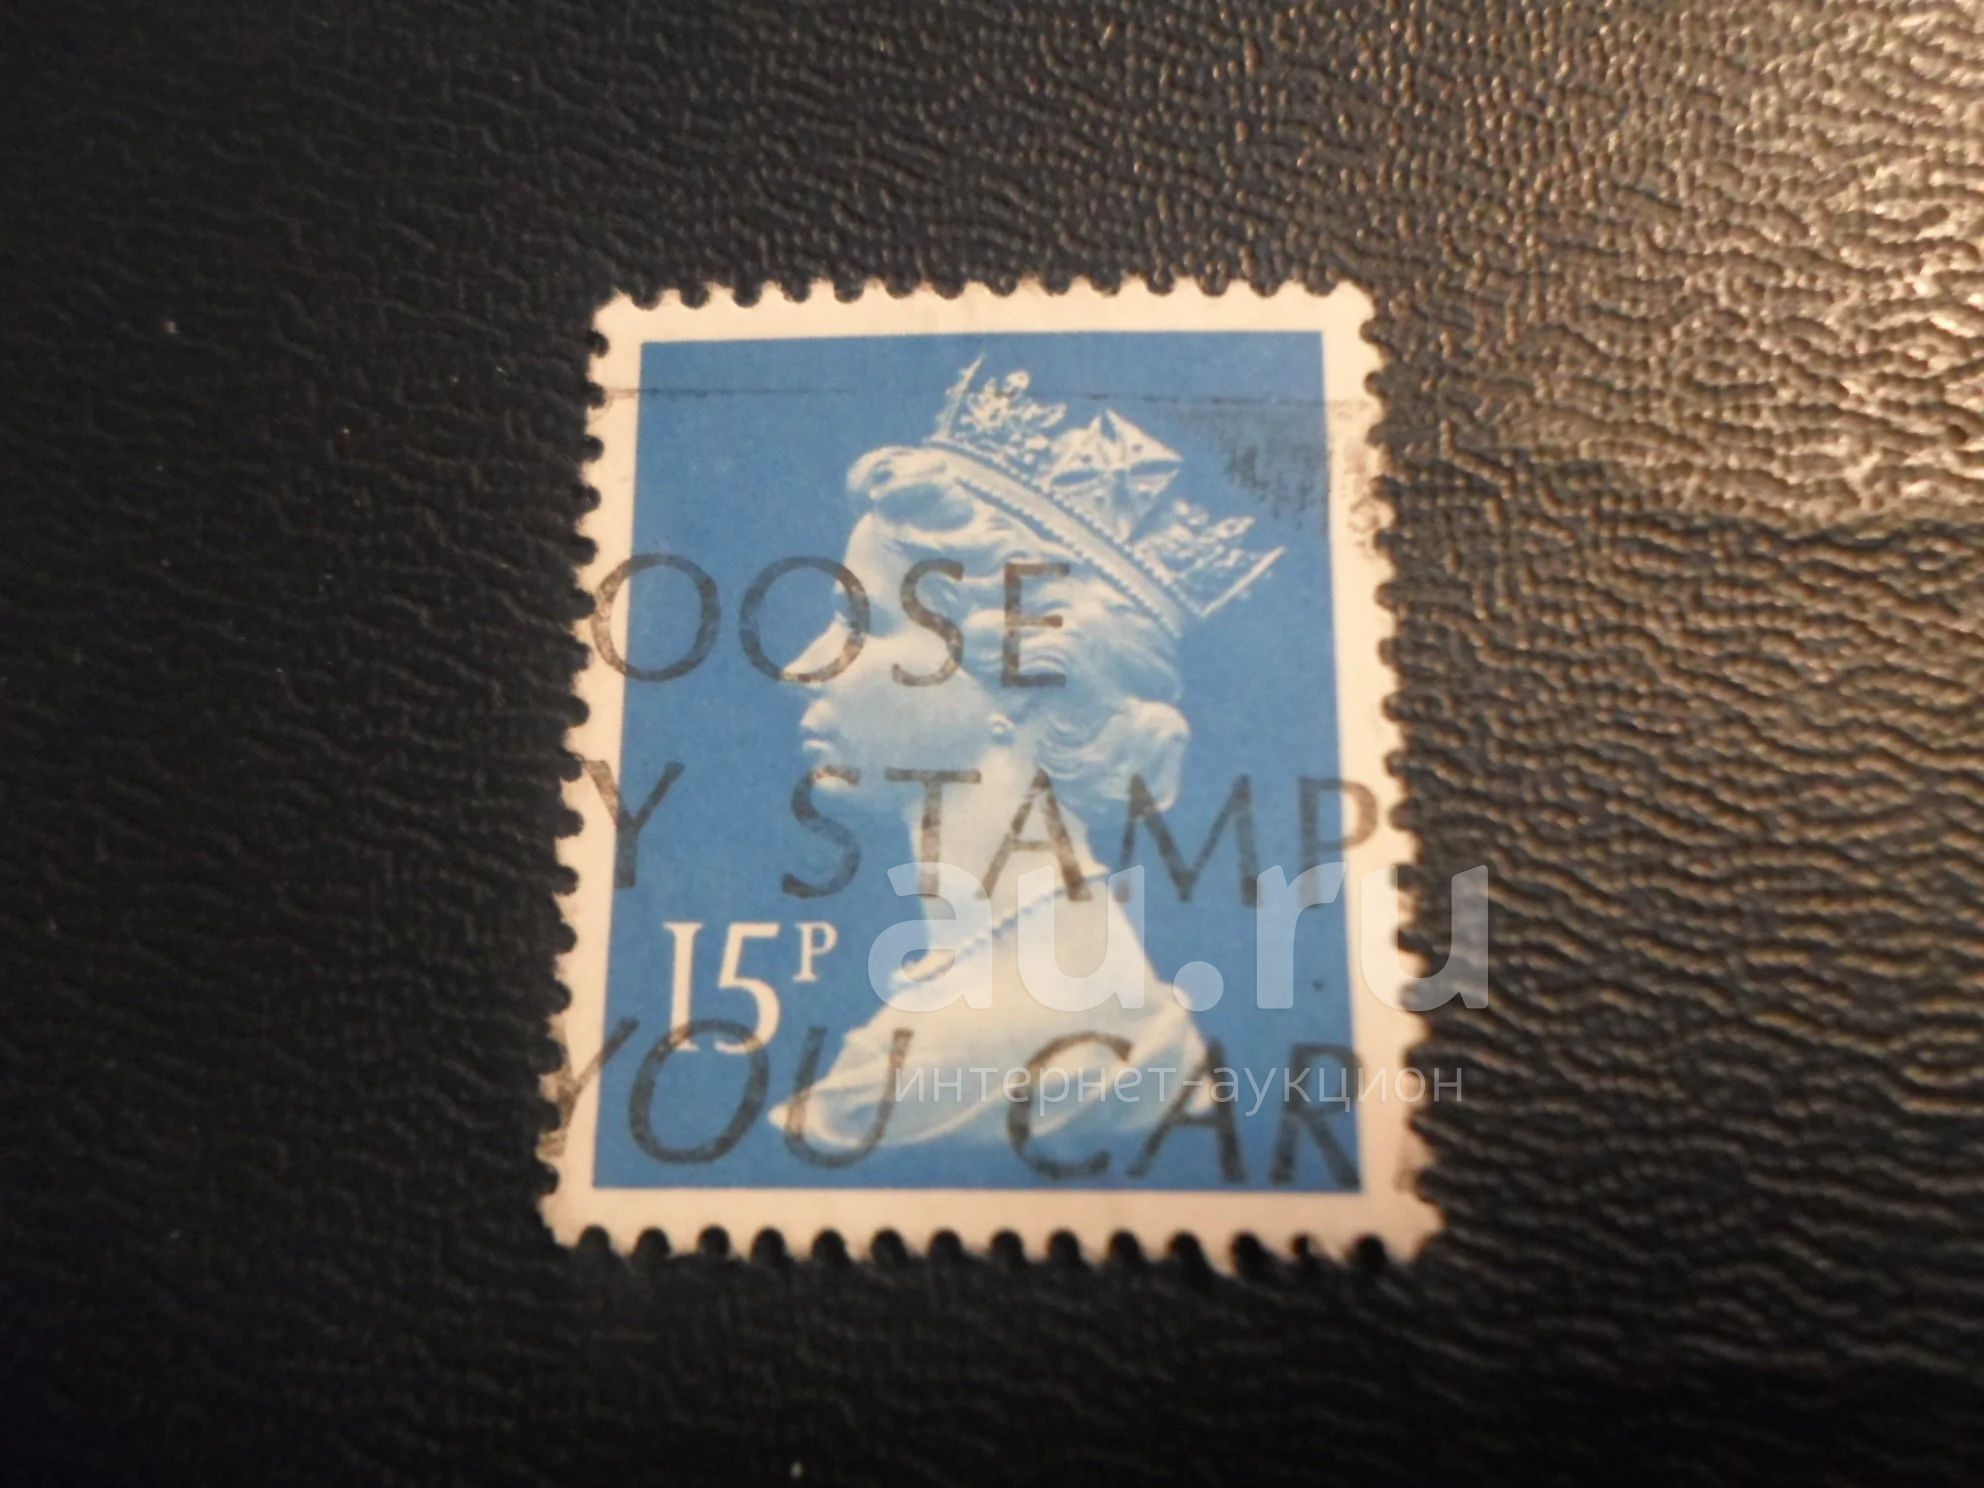 OOSE
Y STAMP
15P
YOU CAR
au.ru
интернет-аукцион